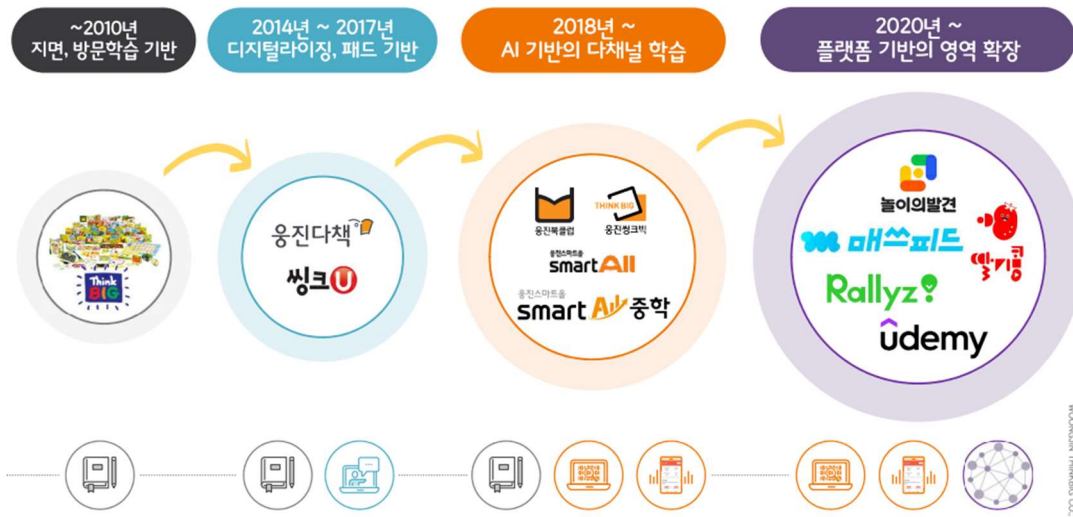 ~2010년
지면, 방문학습 기반
2014년 ~ 2017년
디지털라이징, 패드 기반
2018년 ~
AI 기반의 다채널 학습
2020년 ~
플랫폼 기반의 영역 확장
Think
BIG
웅진다책
씽크U
웅진북클럽
THINK BIG
웅진씽크빅
웅진스마트올
smart All
웅진스마트올
smart All 중학
놀이의발견
매쓰피드
딸기콩
Rallyz
udemy